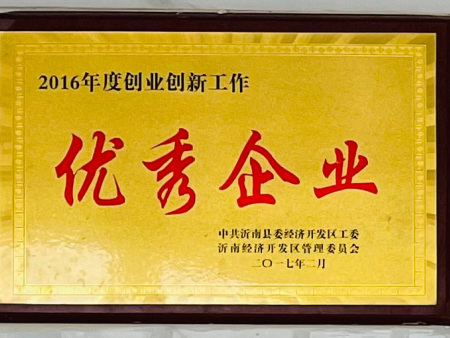 2016年度创业创新工作
优秀企业
中共沂南县委经济开发区工委
沂南经济开发区管理委员会
二〇一七年二月